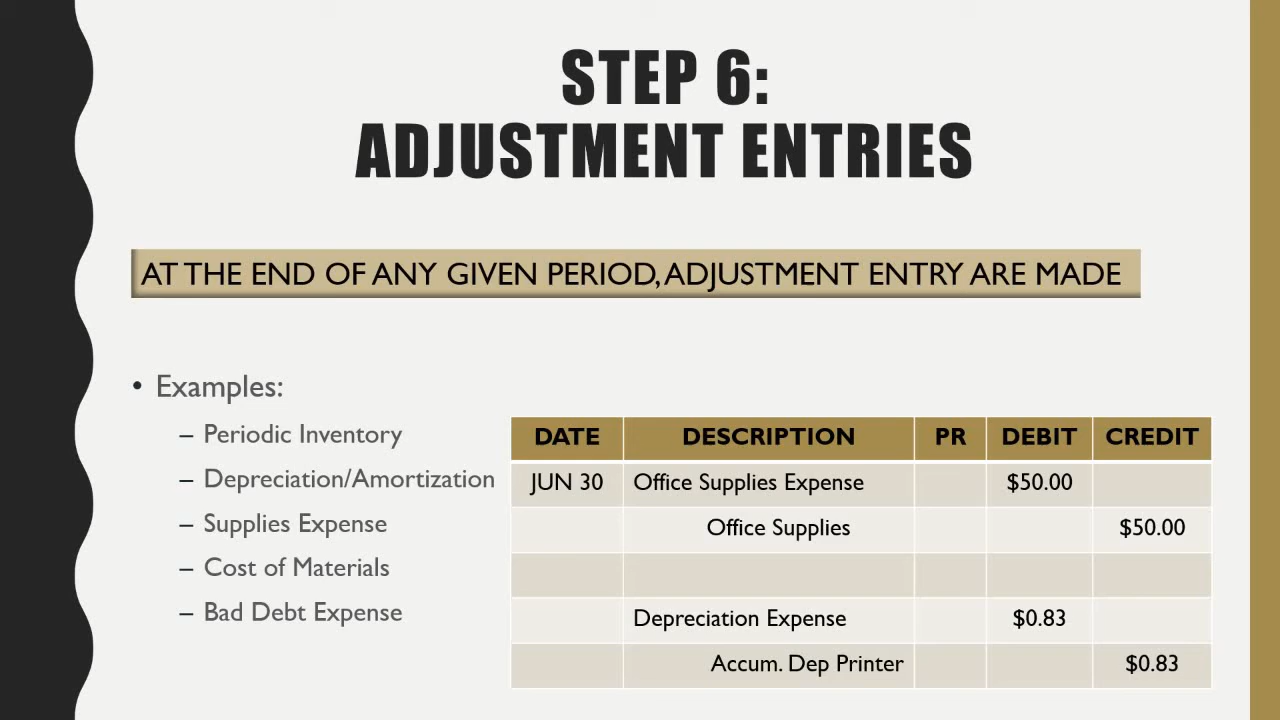 STEP 6:
ADJUSTMENT ENTRIES
AT THE END OF ANY GIVEN PERIOD, ADJUSTMENT ENTRY ARE MADE
• Examples:
– Periodic Inventory
– Depreciation/Amortization
– Supplies Expense
– Cost of Materials
– Bad Debt Expense
DATE DESCRIPTION PR DEBIT CREDIT
JUN 30 Office Supplies Expense $50.00
Office Supplies $50.00
Depreciation Expense $0.83
Accum. Dep Printer $0.83